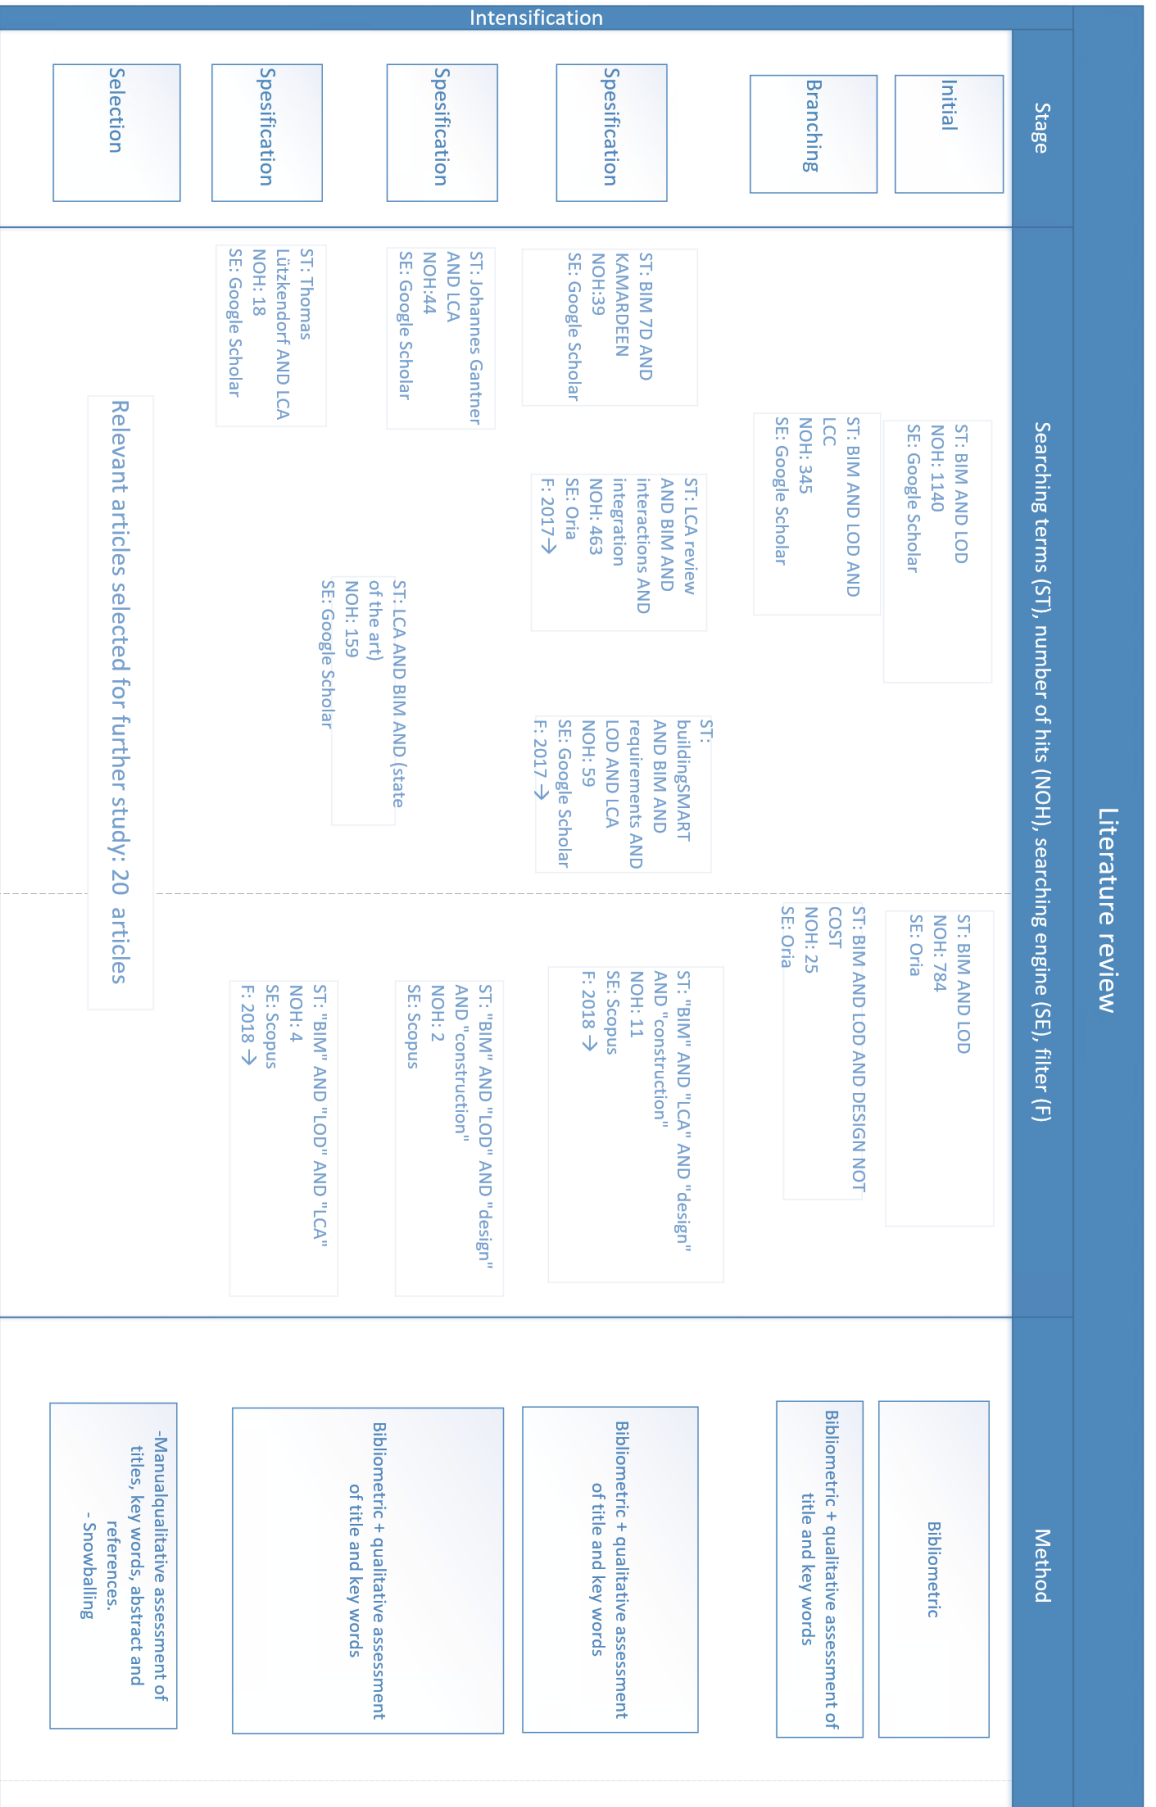 Literature review
Intensification
Stage
Searching terms (ST), number of hits (NOH), searching engine (SE), filter (F)
Method
Initial
ST: BIM AND LOD
NOH: 1140
SE: Google Scholar
ST: BIM AND LOD
NOH: 784
SE: Oria
Bibliometric
Branching
ST: BIM AND LOD AND
LCC
NOH: 345
SE: Google Scholar
ST: BIM AND LOD AND DESIGN NOT
COST
NOH: 25
SE: Oria
Bibliometric + qualitative assessment of
title and key words
Spesification
ST: BIM 7D AND
KAMARDEEN
NOH:39
SE: Google Scholar
ST: LCA review
AND BIM AND
interactions AND
integration
NOH: 463
SE: Oria
F: 2017→
ST:
buildingSMART
AND BIM AND
requirements AND
LOD AND LCA
NOH: 59
SE: Google Scholar
F: 2017 →
ST: "BIM" AND "LCA" AND "design"
AND "construction"
NOH: 11
SE: Scopus
F: 2018 →
Bibliometric + qualitative assessment
of title and key words
Spesification
ST: Johannes Gantner
AND LCA
NOH:44
SE: Google Scholar
ST: LCA AND BIM AND (state
of the art)
NOH: 159
SE: Google Scholar
ST: "BIM" AND "LOD" AND "design"
AND "construction"
NOH: 2
SE: Scopus
Bibliometric + qualitative assessment
of title and key words
Spesification
ST: Thomas
Lützkendorf AND LCA
NOH: 18
SE: Google Scholar
ST: "BIM" AND "LOD" AND "LCA"
NOH: 4
SE: Scopus
F: 2018 →
Selection
Relevant articles selected for further study: 20 articles
-Manualqualitative assessment of
titles, key words, abstract and
references.
- Snowballing